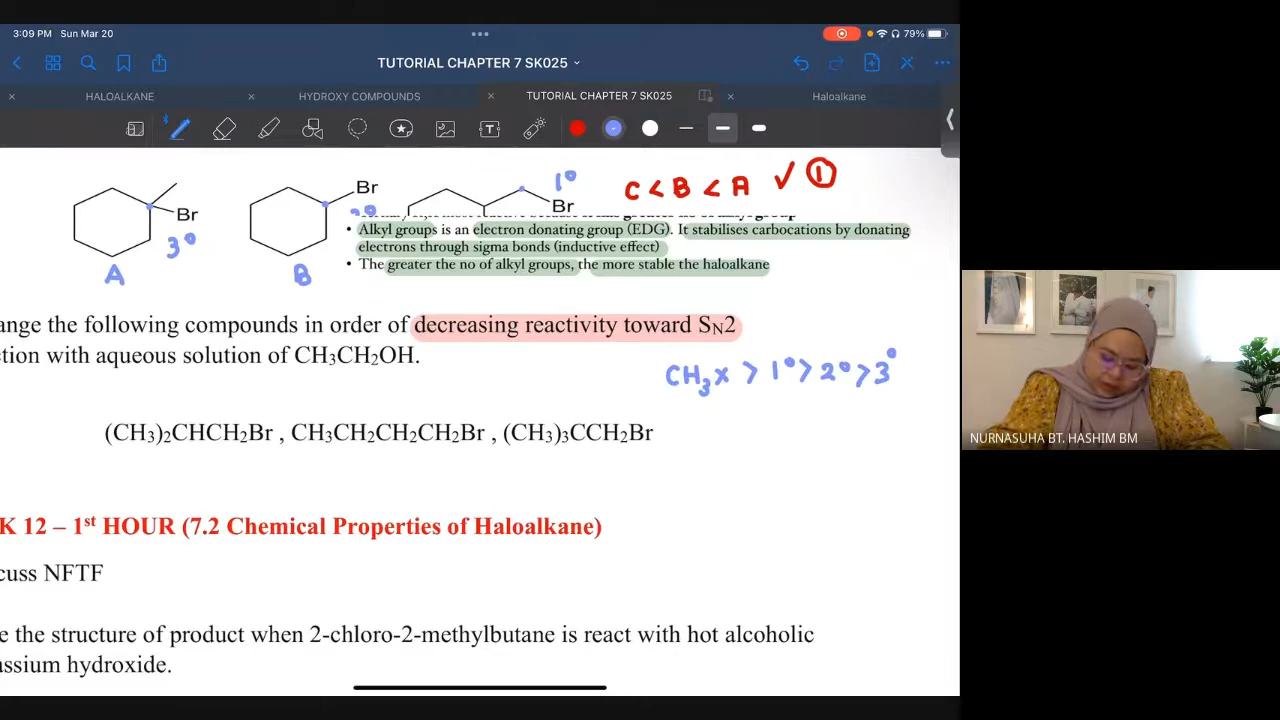 3:09 PM Sun Mar 20
79%
TUTORIAL CHAPTER 7 SK025
HALOALKANE
HYDROXY COMPOUNDS
TUTORIAL CHAPTER 7 SK025
Haloalkane
Br
3°
A
Br
2°
B
1°
Br
C < B < A ✓ ①
• Alkyl groups is an electron donating group (EDG). It stabilises carbocations by donating
electrons through sigma bonds (inductive effect)
• The greater the no of alkyl groups, the more stable the haloalkane
ange the following compounds in order of decreasing reactivity toward SN2
ction with aqueous solution of CH3CH2OH.
CH3X > 1° > 2° > 3°
(CH3)2CHCH2Br , CH3CH2CH2CH2Br , (CH3)3CCH2Br
K 12 – 1st HOUR (7.2 Chemical Properties of Haloalkane)
cuss NFTF
e the structure of product when 2-chloro-2-methylbutane is react with hot alcoholic
assium hydroxide.
NURNASUHA BT. HASHIM BM